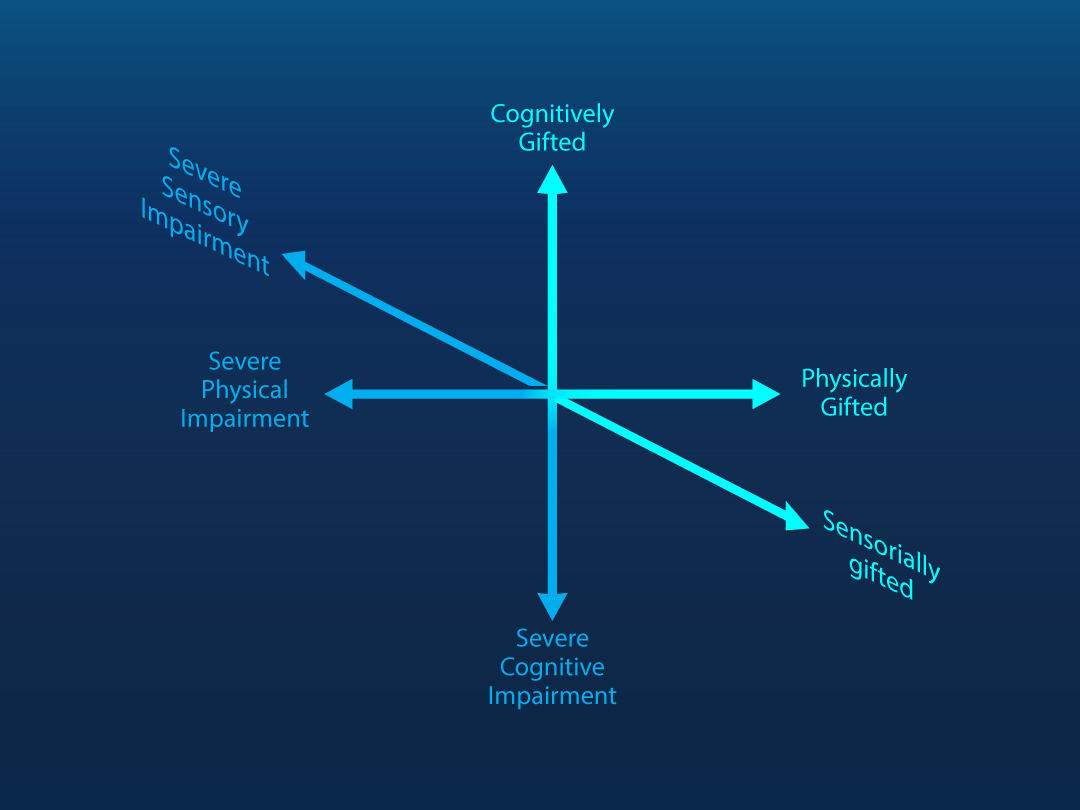 Cognitively
Gifted
Severe
Sensory
Impairment
Severe
Physical
Impairment
Physically
Gifted
Sensorially
gifted
Severe
Cognitive
Impairment